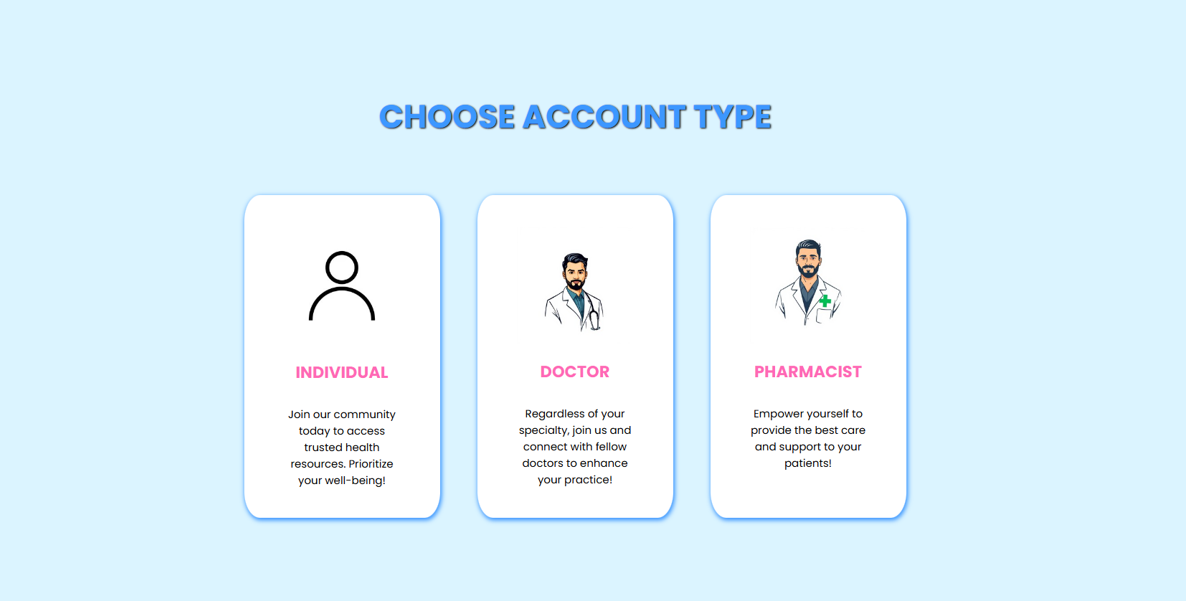 CHOOSE ACCOUNT TYPE
INDIVIDUAL
Join our community
today to access
trusted health
resources. Prioritize
your well-being!
DOCTOR
Regardless of your
specialty, join us and
connect with fellow
doctors to enhance
your practice!
PHARMACIST
Empower yourself to
provide the best care
and support to your
patients!